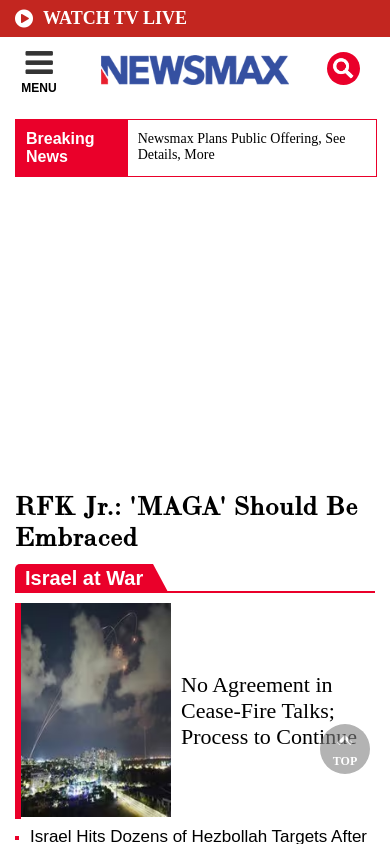 WATCH TV LIVE
MENU
NEWSMAX
Breaking
News
Newsmax Plans Public Offering, See
Details, More
RFK Jr.: 'MAGA' Should Be
Embraced
Israel at War
No Agreement in
Cease-Fire Talks;
Process to Continue
TOP
Israel Hits Dozens of Hezbollah Targets After